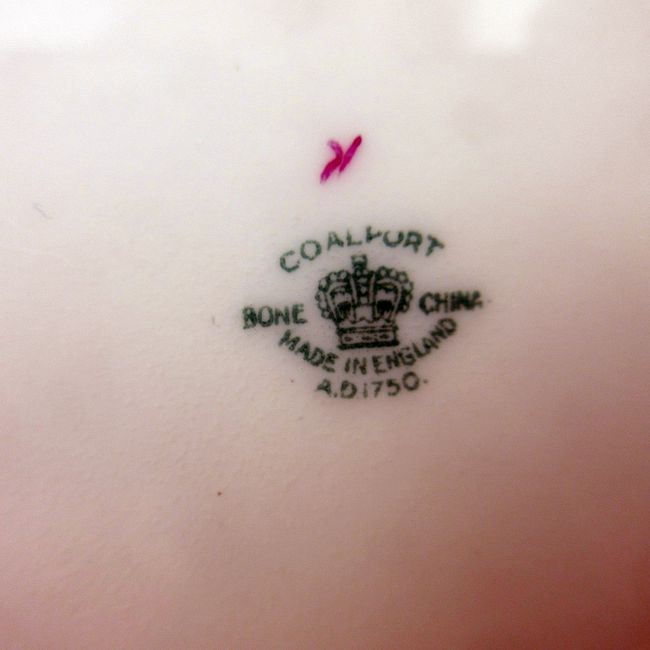 COALPORT
BONE CHINA
MADE IN ENGLAND
A.D 1750.